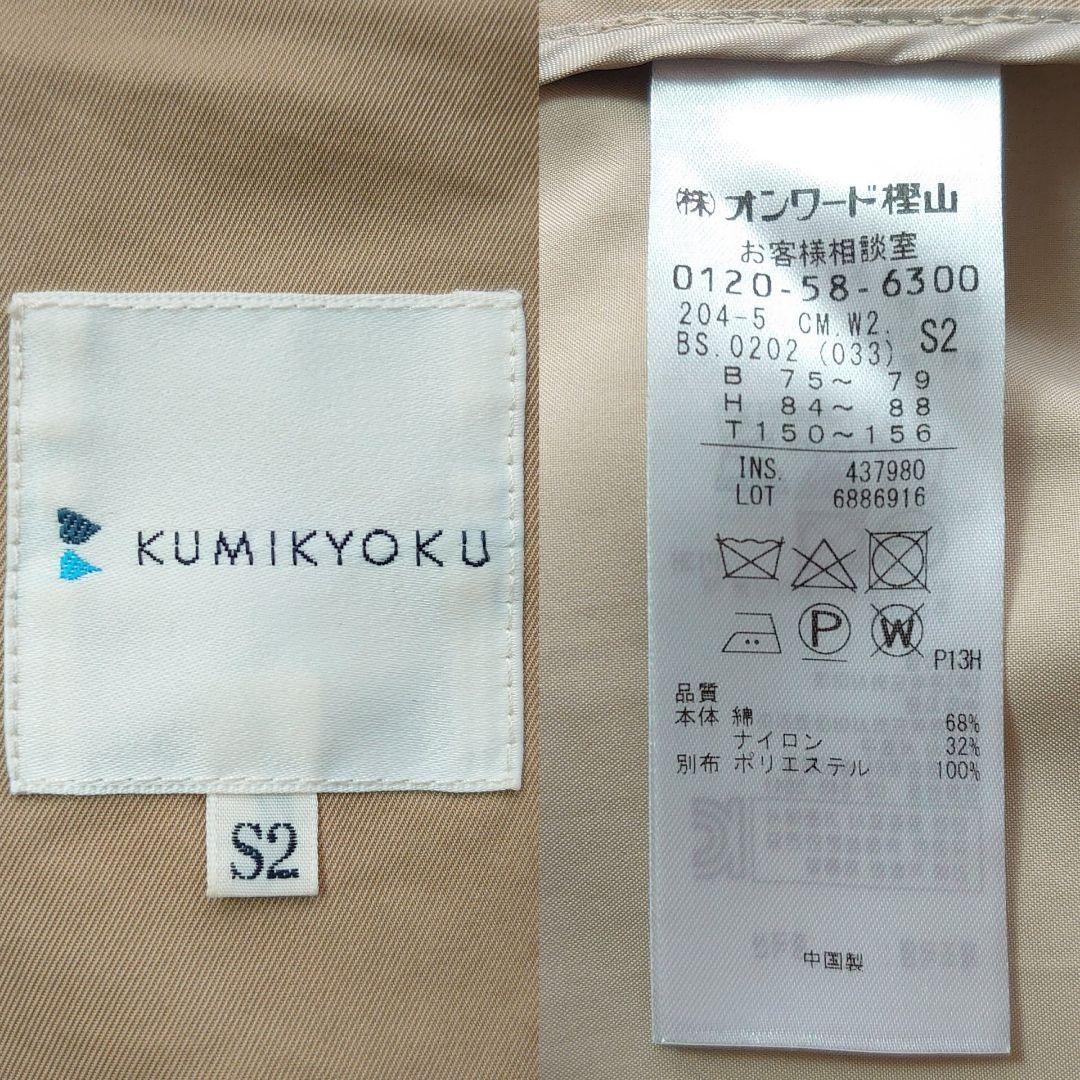 KUMIKYOKU
S2
㈱オンワード樫山
お客様相談室
0120-58-6300
204-5 CM.W2.
BS.0202 (033) S2
B 75〜 79
H 84〜 88
T 150〜156
INS. 437980
LOT 6886916
P W
P13H
品質
本体 綿 68%
ナイロン 32%
別布 ポリエステル 100%
中国製